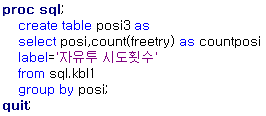 proc sql;
create table posi3 as
select posi,count(freetry) as countposi
label='자유투 시도횟수'
from sql.kbl1
group by posi;
quit;